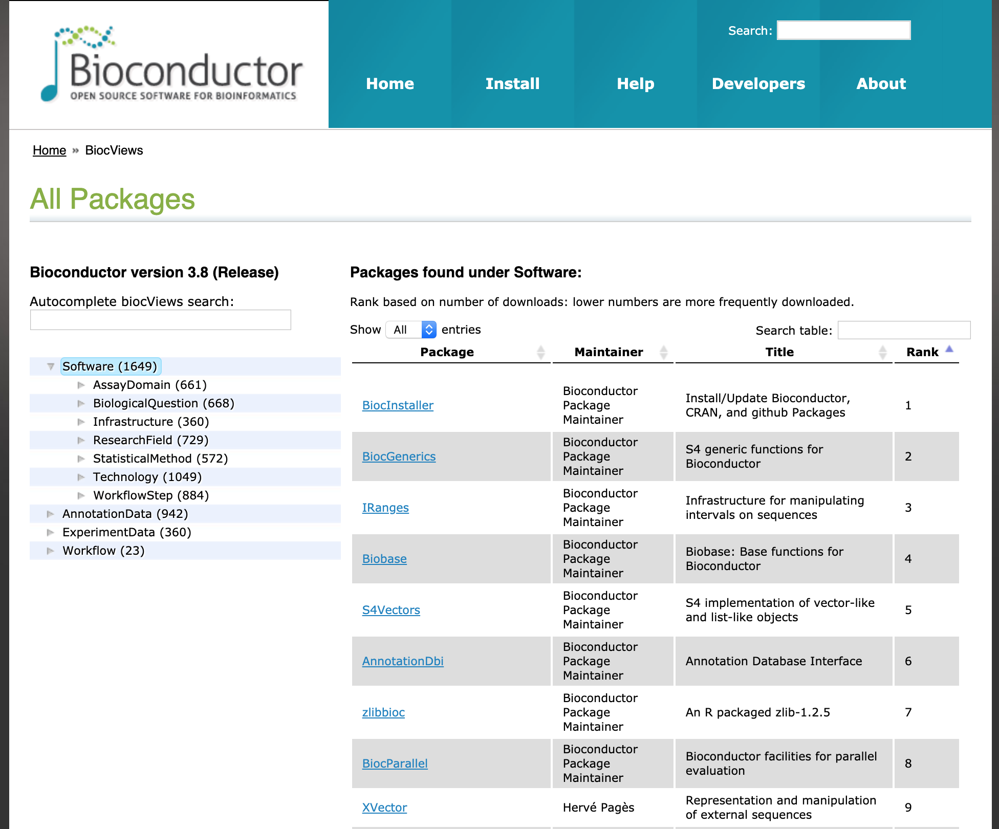 Bioconductor
OPEN SOURCE SOFTWARE FOR BIOINFORMATICS
Search:
Home Install Help Developers About
Home » BiocViews
All Packages
Bioconductor version 3.8 (Release)
Autocomplete biocViews search:
Software (1649)
AssayDomain (661)
BiologicalQuestion (668)
Infrastructure (360)
ResearchField (729)
StatisticalMethod (572)
Technology (1049)
WorkflowStep (884)
AnnotationData (942)
ExperimentData (360)
Workflow (23)
Packages found under Software:
Rank based on number of downloads: lower numbers are more frequently downloaded.
Show All entries
Search table:
Package Maintainer Title Rank
BiocInstaller
Bioconductor
Package
Maintainer
Install/Update Bioconductor,
CRAN, and github Packages
1
BiocGenerics
Bioconductor
Package
Maintainer
S4 generic functions for
Bioconductor
2
IRanges
Bioconductor
Package
Maintainer
Infrastructure for manipulating
intervals on sequences
3
Biobase
Bioconductor
Package
Maintainer
Biobase: Base functions for
Bioconductor
4
S4Vectors
Bioconductor
Package
Maintainer
S4 implementation of vector-like
and list-like objects
5
AnnotationDbi
Bioconductor
Package
Maintainer
Annotation Database Interface
6
zlibbioc
Bioconductor
Package
Maintainer
An R packaged zlib-1.2.5
7
BiocParallel
Bioconductor
Package
Maintainer
Bioconductor facilities for parallel
evaluation
8
XVector
Hervé Pagès
Representation and manipulation
of external sequences
9